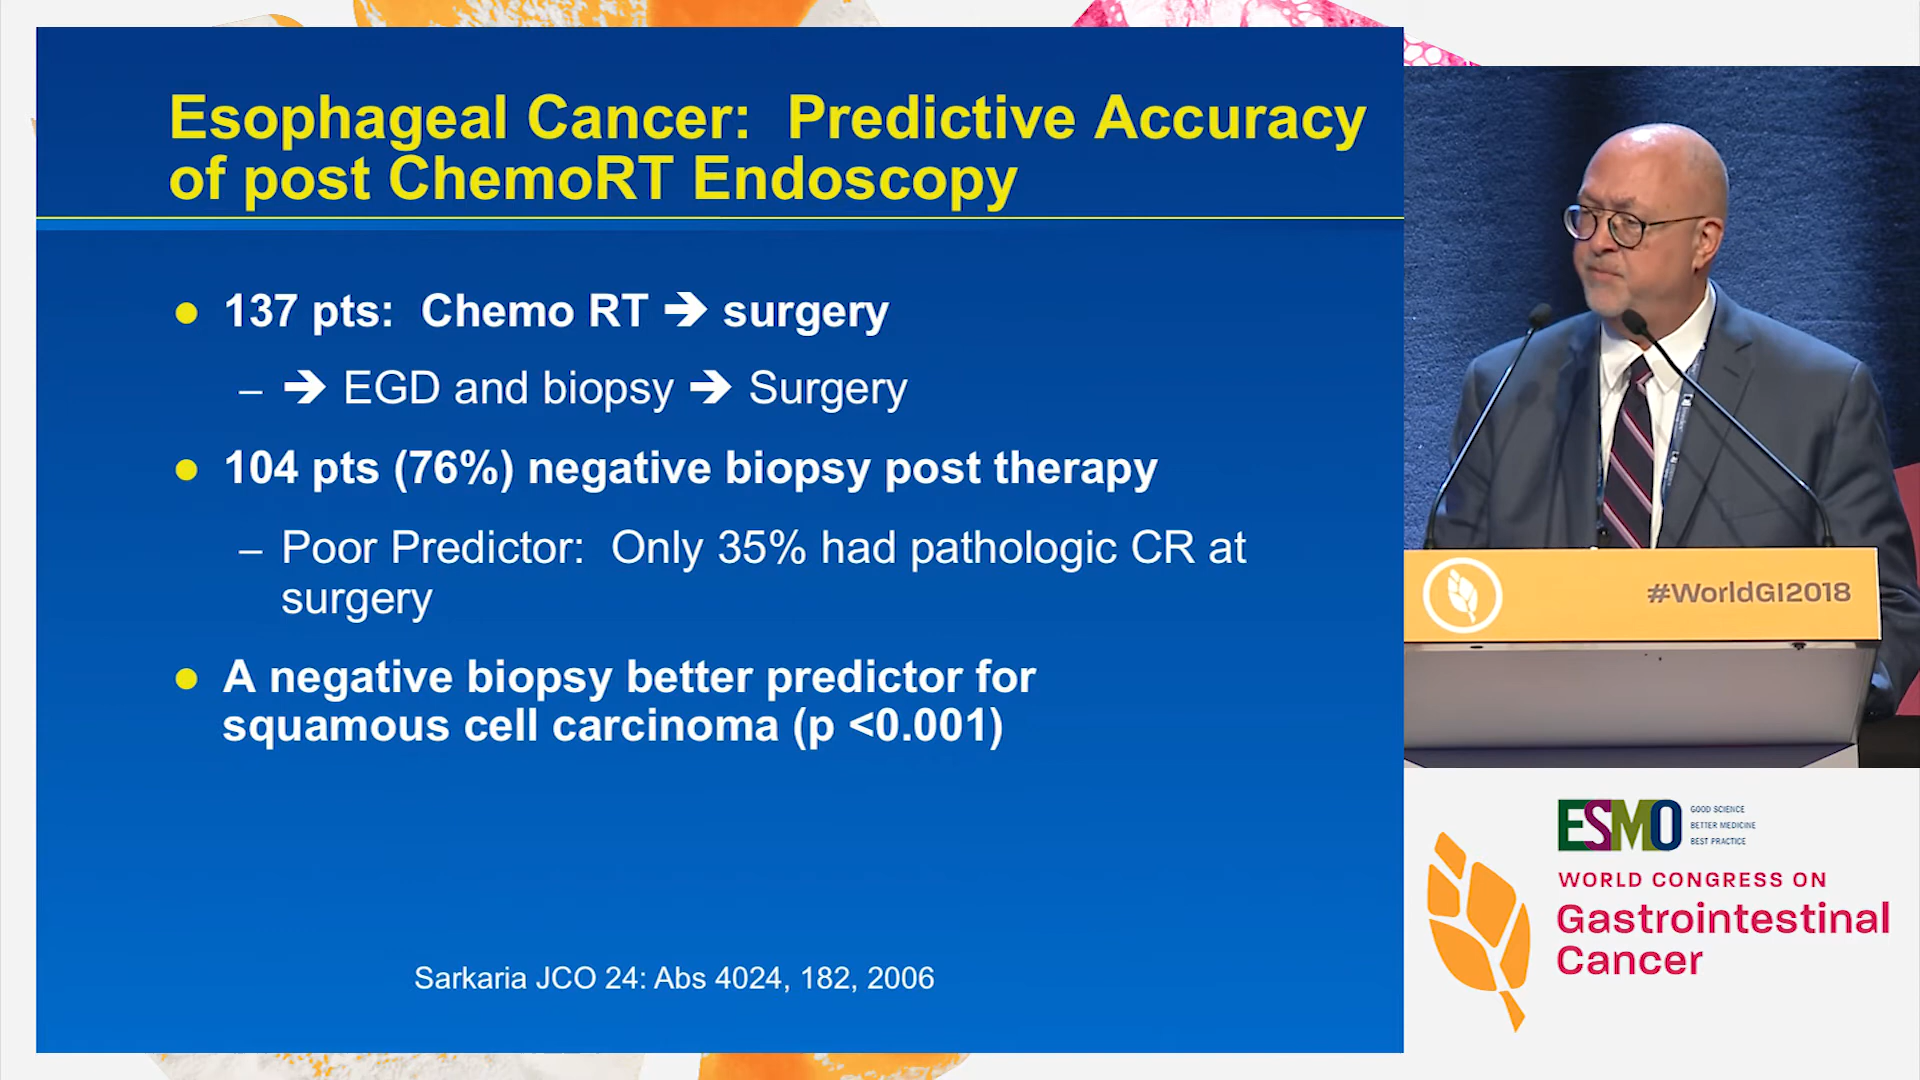 Esophageal Cancer: Predictive Accuracy
of post ChemoRT Endoscopy
● 137 pts: Chemo RT ➔ surgery
– ➔ EGD and biopsy ➔ Surgery
● 104 pts (76%) negative biopsy post therapy
– Poor Predictor: Only 35% had pathologic CR at
surgery
● A negative biopsy better predictor for
squamous cell carcinoma (p <0.001)
Sarkaria JCO 24: Abs 4024, 182, 2006
#WorldGI2018
ESMO
GOOD SCIENCE
BETTER MEDICINE
BEST PRACTICE
WORLD CONGRESS ON
Gastrointestinal
Cancer